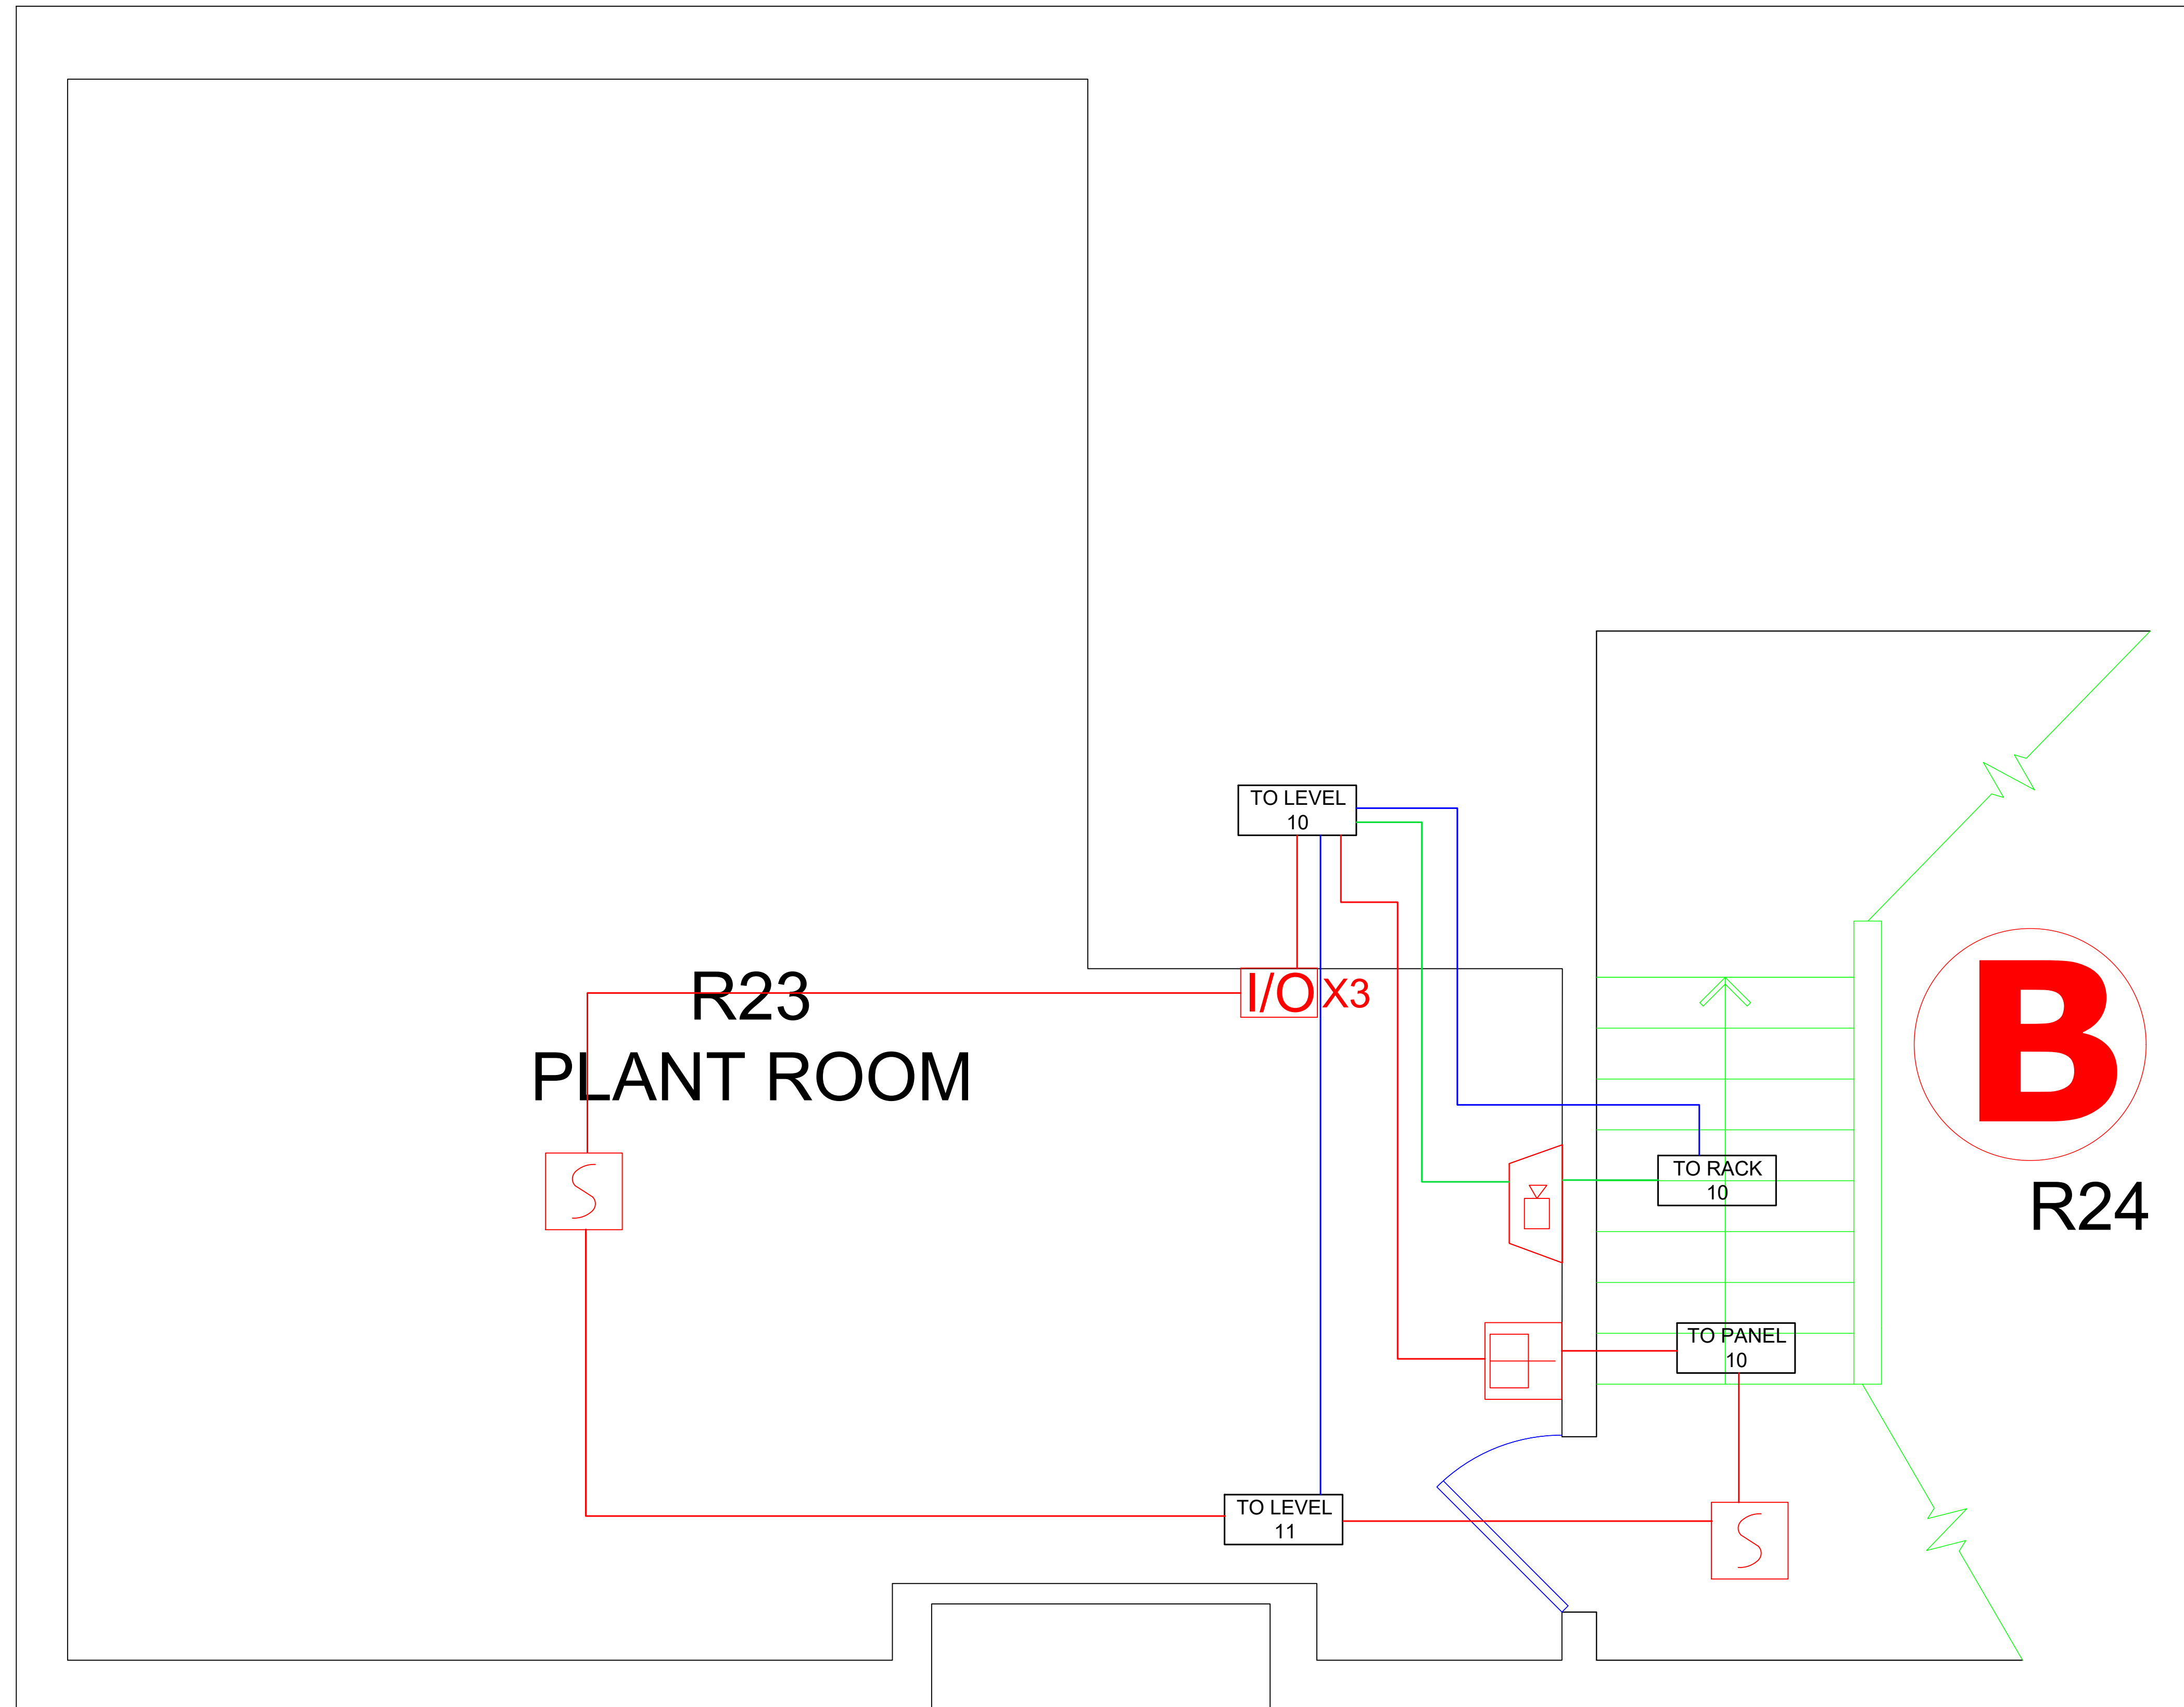 TO LEVEL
10
R23
I/O X3
PLANT ROOM
B
TO RACK
10
R24
S
TO PANEL
10
TO LEVEL
11
S